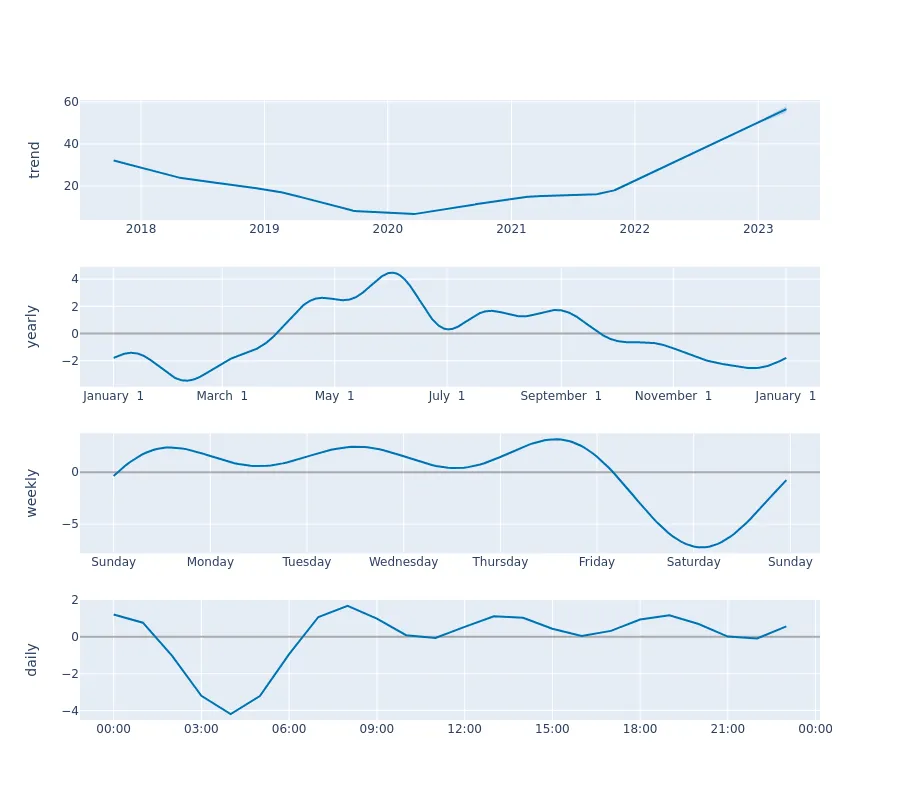 trend
60
40
20
2018 2019 2020 2021 2022 2023
yearly
4
2
0
−2
January 1 March 1 May 1 July 1 September 1 November 1 January 1
weekly
0
−5
Sunday Monday Tuesday Wednesday Thursday Friday Saturday Sunday
daily
2
0
−2
−4
00:00 03:00 06:00 09:00 12:00 15:00 18:00 21:00 00:00